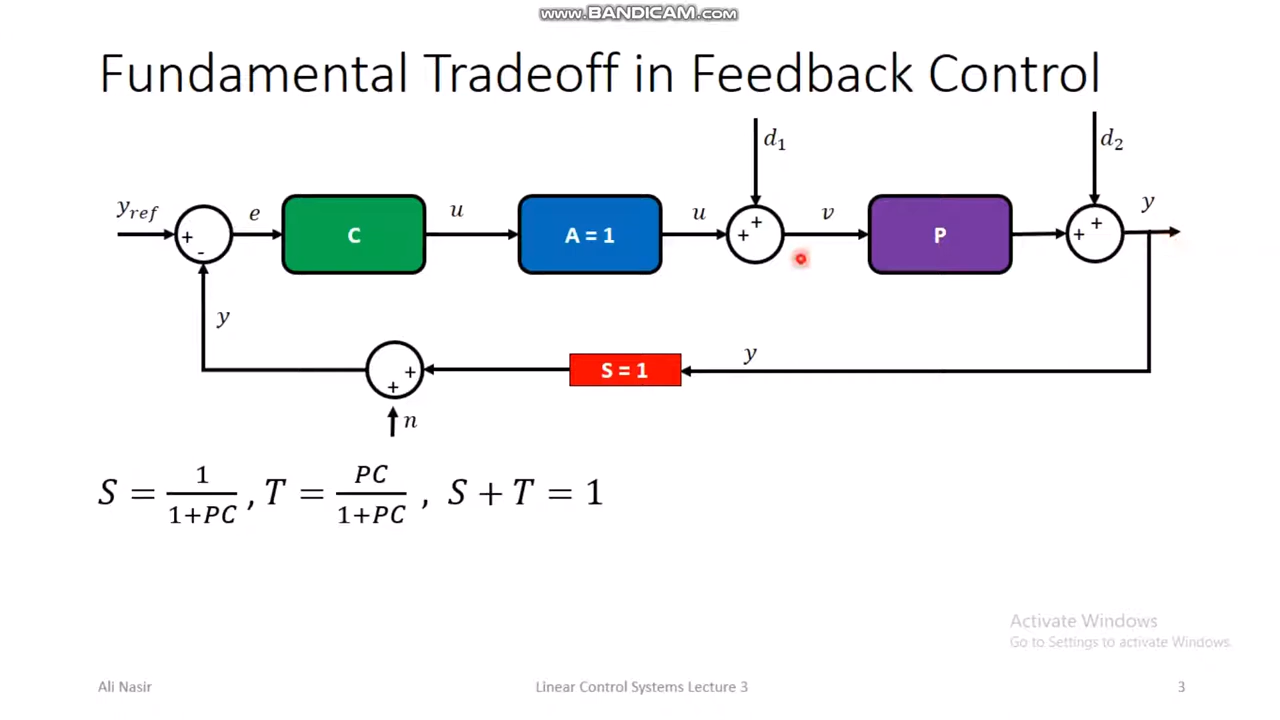 www.BANDICAM.com
Fundamental Tradeoff in Feedback Control
d₁ d₂
y_ref e C u A = 1 u v P y
+ - + + + +
y S = 1 y
+ + n
S = 1/(1+PC) , T = PC/(1+PC) , S + T = 1
Activate Windows
Go to Settings to activate Windows.
Ali Nasir Linear Control Systems Lecture 3 3